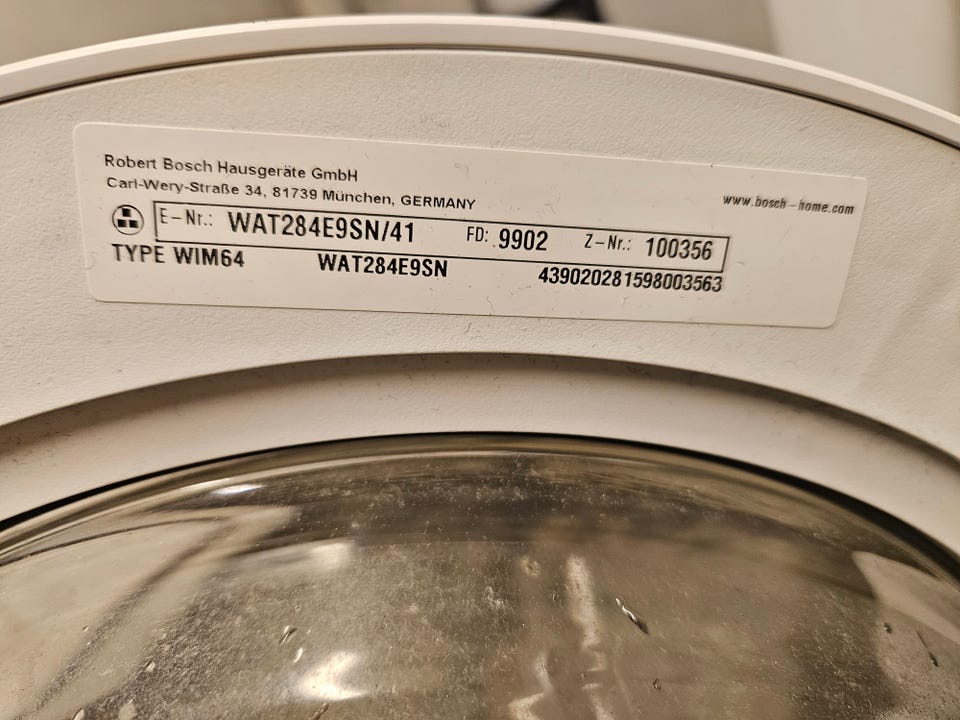 Robert Bosch Hausgeräte GmbH
Carl-Wery-Straße 34, 81739 München, GERMANY
www.bosch-home.com
E-Nr.: WAT284E9SN/41 FD: 9902 Z-Nr.: 100356
TYPE WIM64 WAT284E9SN 439020281598003563